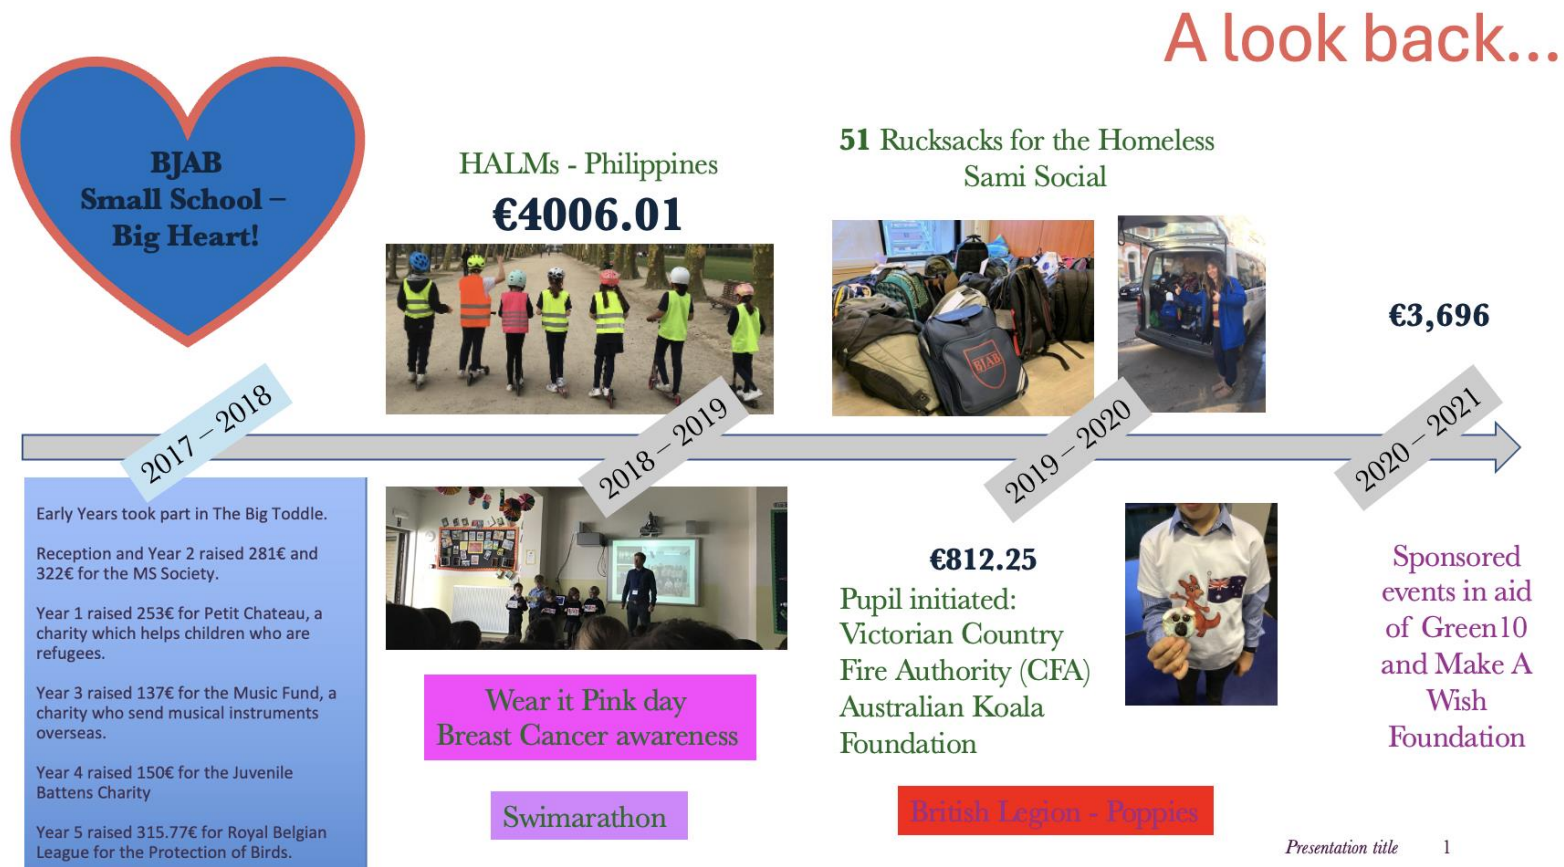 A look back...
BJAB
Small School –
Big Heart!
HALMs - Philippines
€4006.01
51 Rucksacks for the Homeless
Sami Social
BJAB
€3,696
2017 – 2018
2018 – 2019
2019 – 2020
2020 – 2021
Early Years took part in The Big Toddle.
Reception and Year 2 raised 281€ and
322€ for the MS Society.
Year 1 raised 253€ for Petit Chateau, a
charity which helps children who are
refugees.
Year 3 raised 137€ for the Music Fund, a
charity who send musical instruments
overseas.
Year 4 raised 150€ for the Juvenile
Battens Charity
Year 5 raised 315.77€ for Royal Belgian
League for the Protection of Birds.
Wear it Pink day
Breast Cancer awareness
Swimarathon
€812.25
Pupil initiated:
Victorian Country
Fire Authority (CFA)
Australian Koala
Foundation
British Legion - Poppies
Sponsored
events in aid
of Green10
and Make A
Wish
Foundation
Presentation title
1